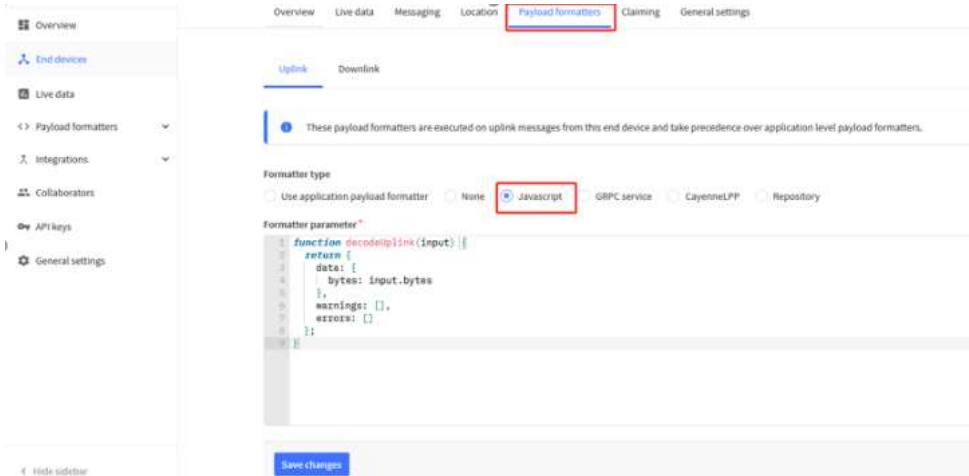 Overview Live data Messaging Location Payload formatters Claiming General settings
Overview
End devices
Live data
Payload formatters
Integrations
Collaborators
API keys
General settings
Hide sidebar
Uplink Downlink
These payload formatters are executed on uplink messages from this end device and take precedence over application level payload formatters.
Formatter type
Use application payload formatter None Javascript GRPC service CayenneLPP Repository
Formatter parameter *
1 function decodeUplink(input) {
2 return {
3 data: {
4 bytes: input.bytes
5 },
6 warnings: [],
7 errors: []
8 };
9 }
Save changes